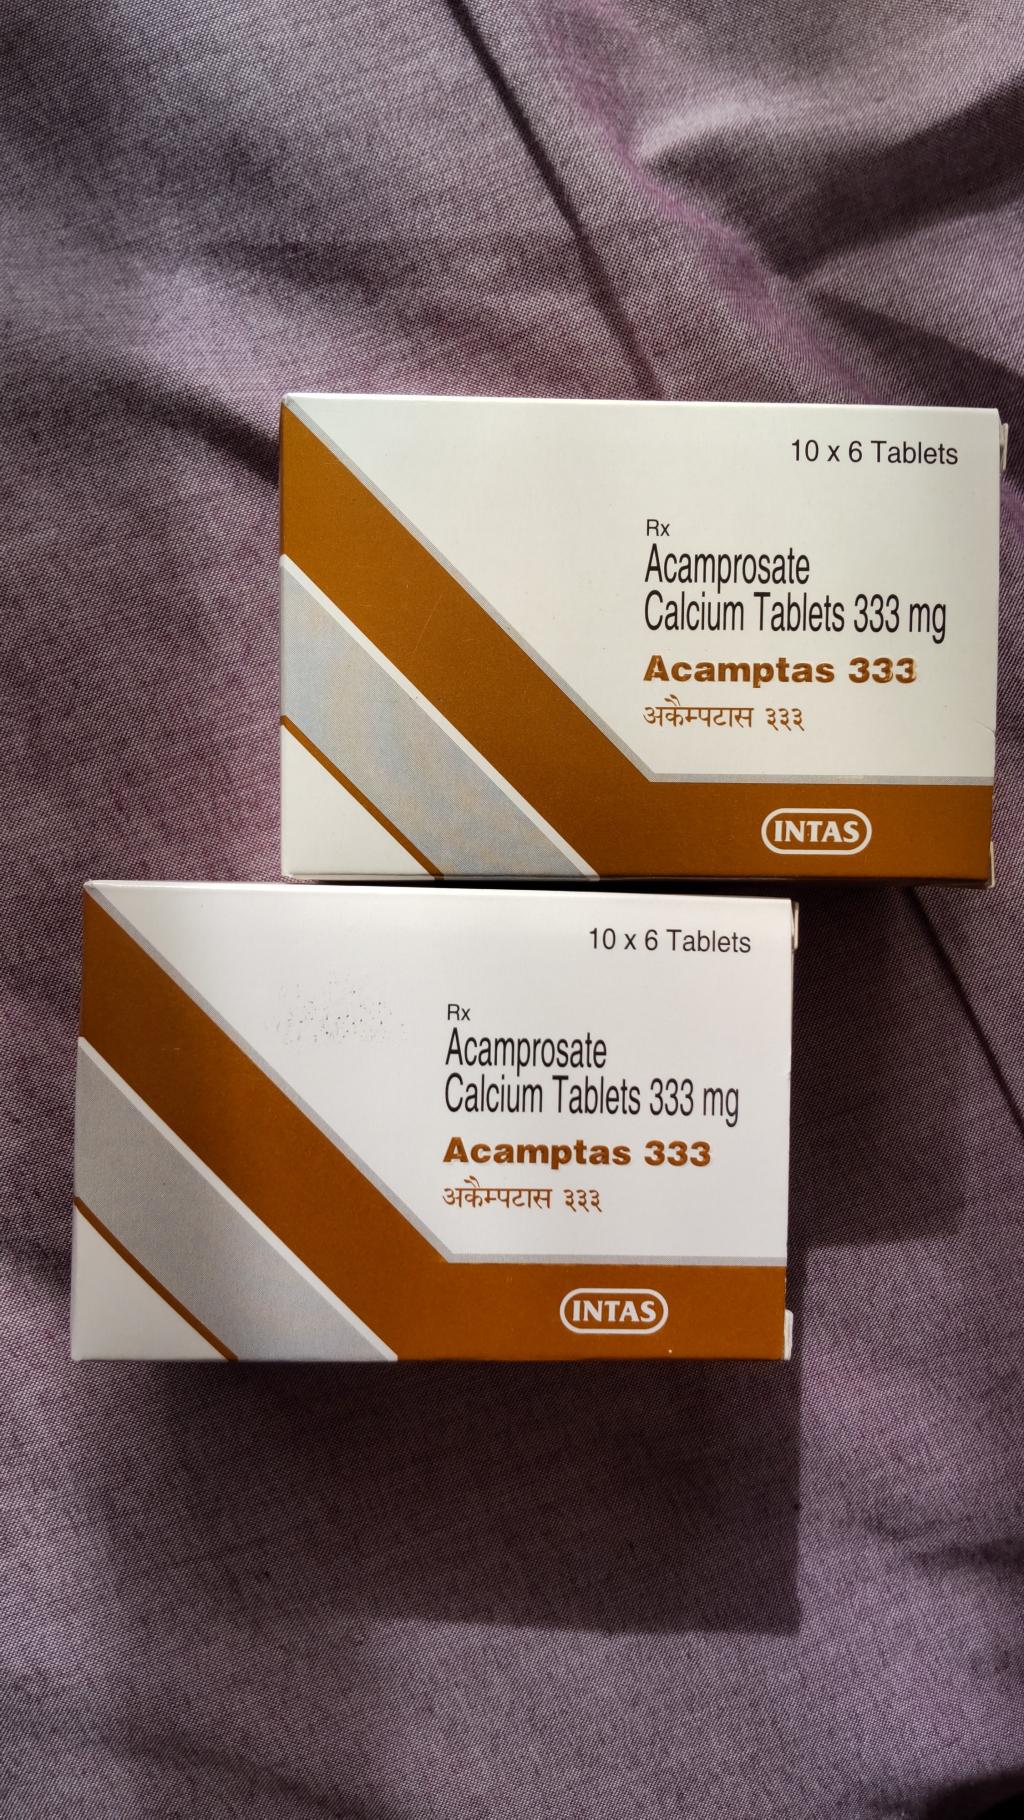 10 x 6 Tablets
Rx
Acamprosate
Calcium Tablets 333 mg
Acamptas 333
अकैम्पटास ३३३
INTAS
10 x 6 Tablets
Rx
Acamprosate
Calcium Tablets 333 mg
Acamptas 333
अकैम्पटास ३३३
INTAS